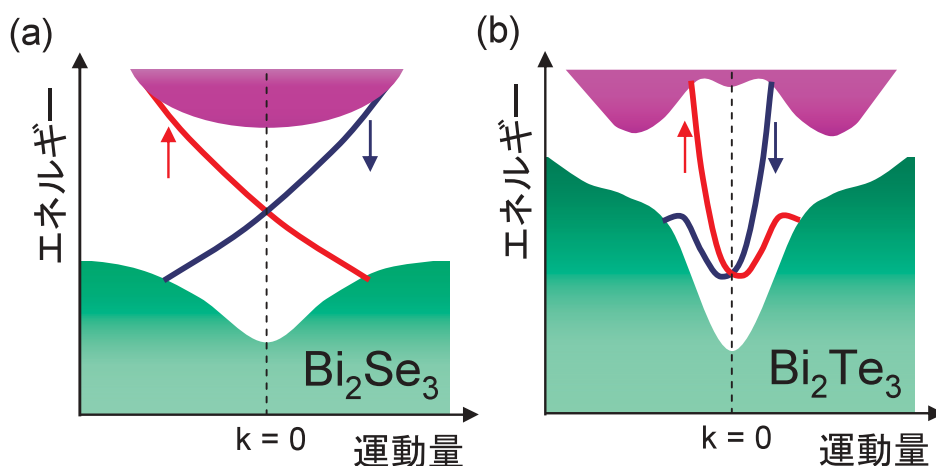 (a)
エネルギー
Bi₂Se₃
k = 0
運動量
(b)
エネルギー
Bi₂Te₃
k = 0
運動量